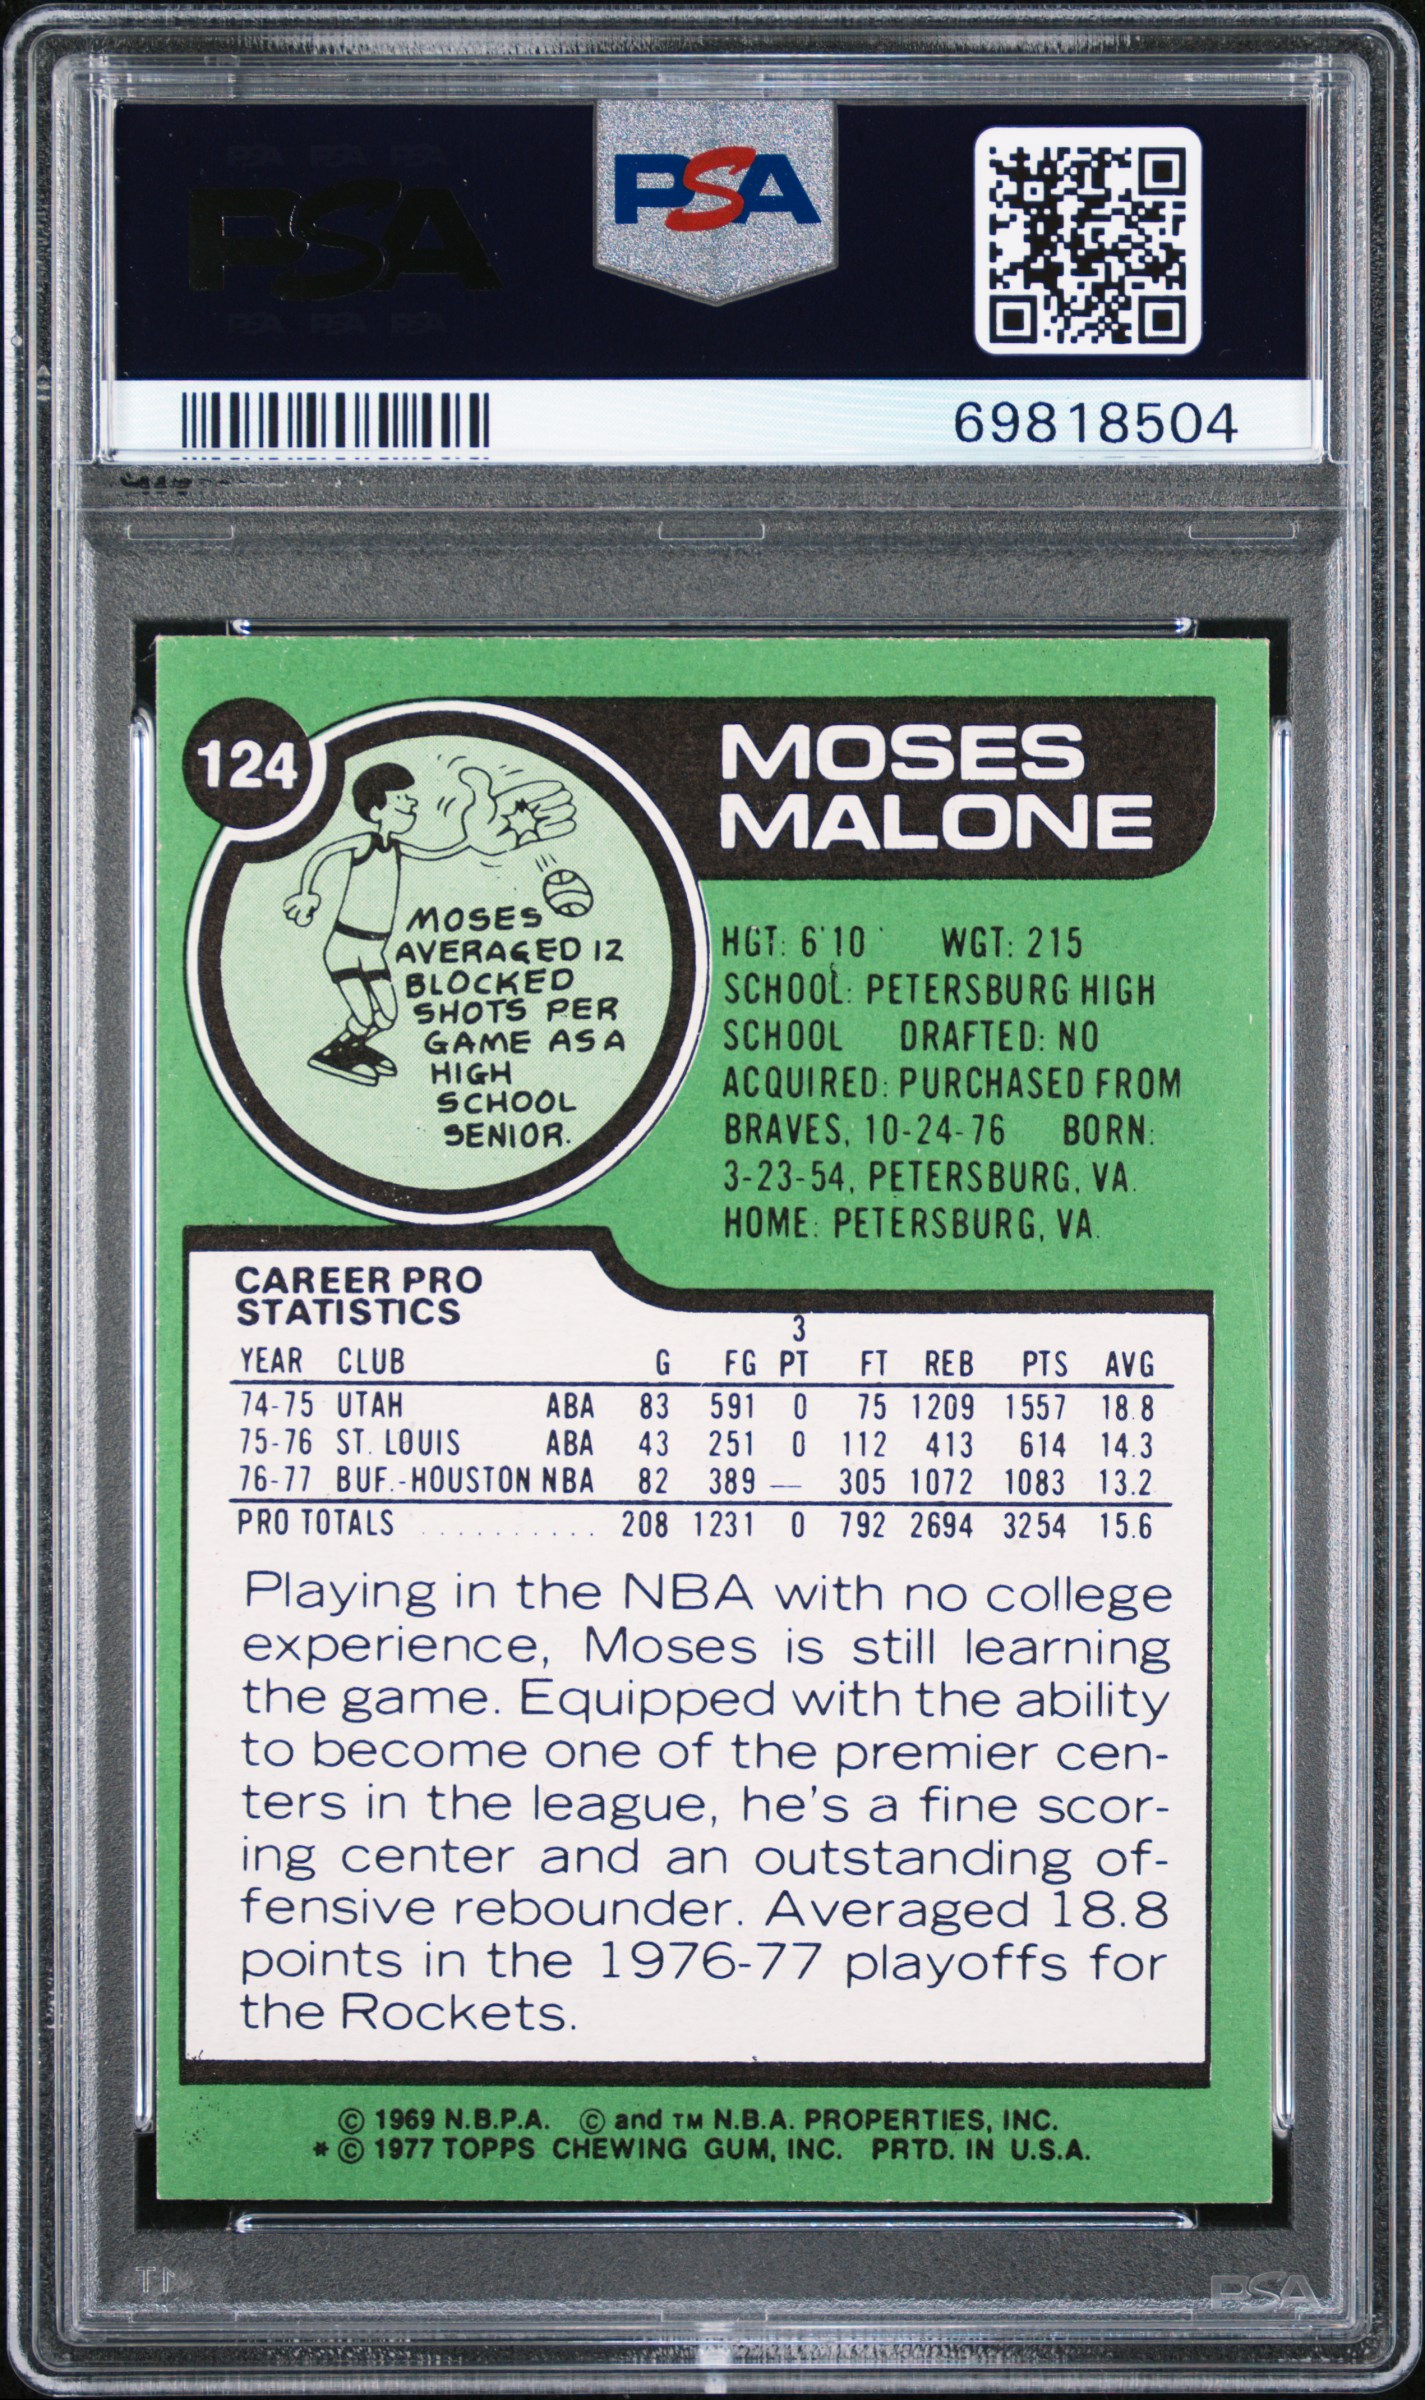 PSA PSA PSA
PSA
PSA PSA PSA
PSA
69818504
124
MOSES
MALONE
MOSES
AVERAGED 12
BLOCKED
SHOTS PER
GAME AS A
HIGH
SCHOOL
SENIOR.
HGT: 6'10" WGT: 215
SCHOOL: PETERSBURG HIGH
SCHOOL DRAFTED: NO
ACQUIRED: PURCHASED FROM
BRAVES, 10-24-76 BORN:
3-23-54, PETERSBURG, VA.
HOME: PETERSBURG, VA.
CAREER PRO
STATISTICS
YEAR CLUB G FG 3 PT FT REB PTS AVG
74-75 UTAH ABA 83 591 0 75 1209 1557 18.8
75-76 ST. LOUIS ABA 43 251 0 112 413 614 14.3
76-77 BUF.-HOUSTON NBA 82 389 — 305 1072 1083 13.2
PRO TOTALS . . . . . . . . . . . 208 1231 0 792 2694 3254 15.6
Playing in the NBA with no college
experience, Moses is still learning
the game. Equipped with the ability
to become one of the premier cen-
ters in the league, he's a fine scor-
ing center and an outstanding of-
fensive rebounder. Averaged 18.8
points in the 1976-77 playoffs for
the Rockets.
© 1969 N.B.P.A. © and TM N.B.A. PROPERTIES, INC.
* © 1977 TOPPS CHEWING GUM, INC. PRTD. IN U.S.A.
PSA